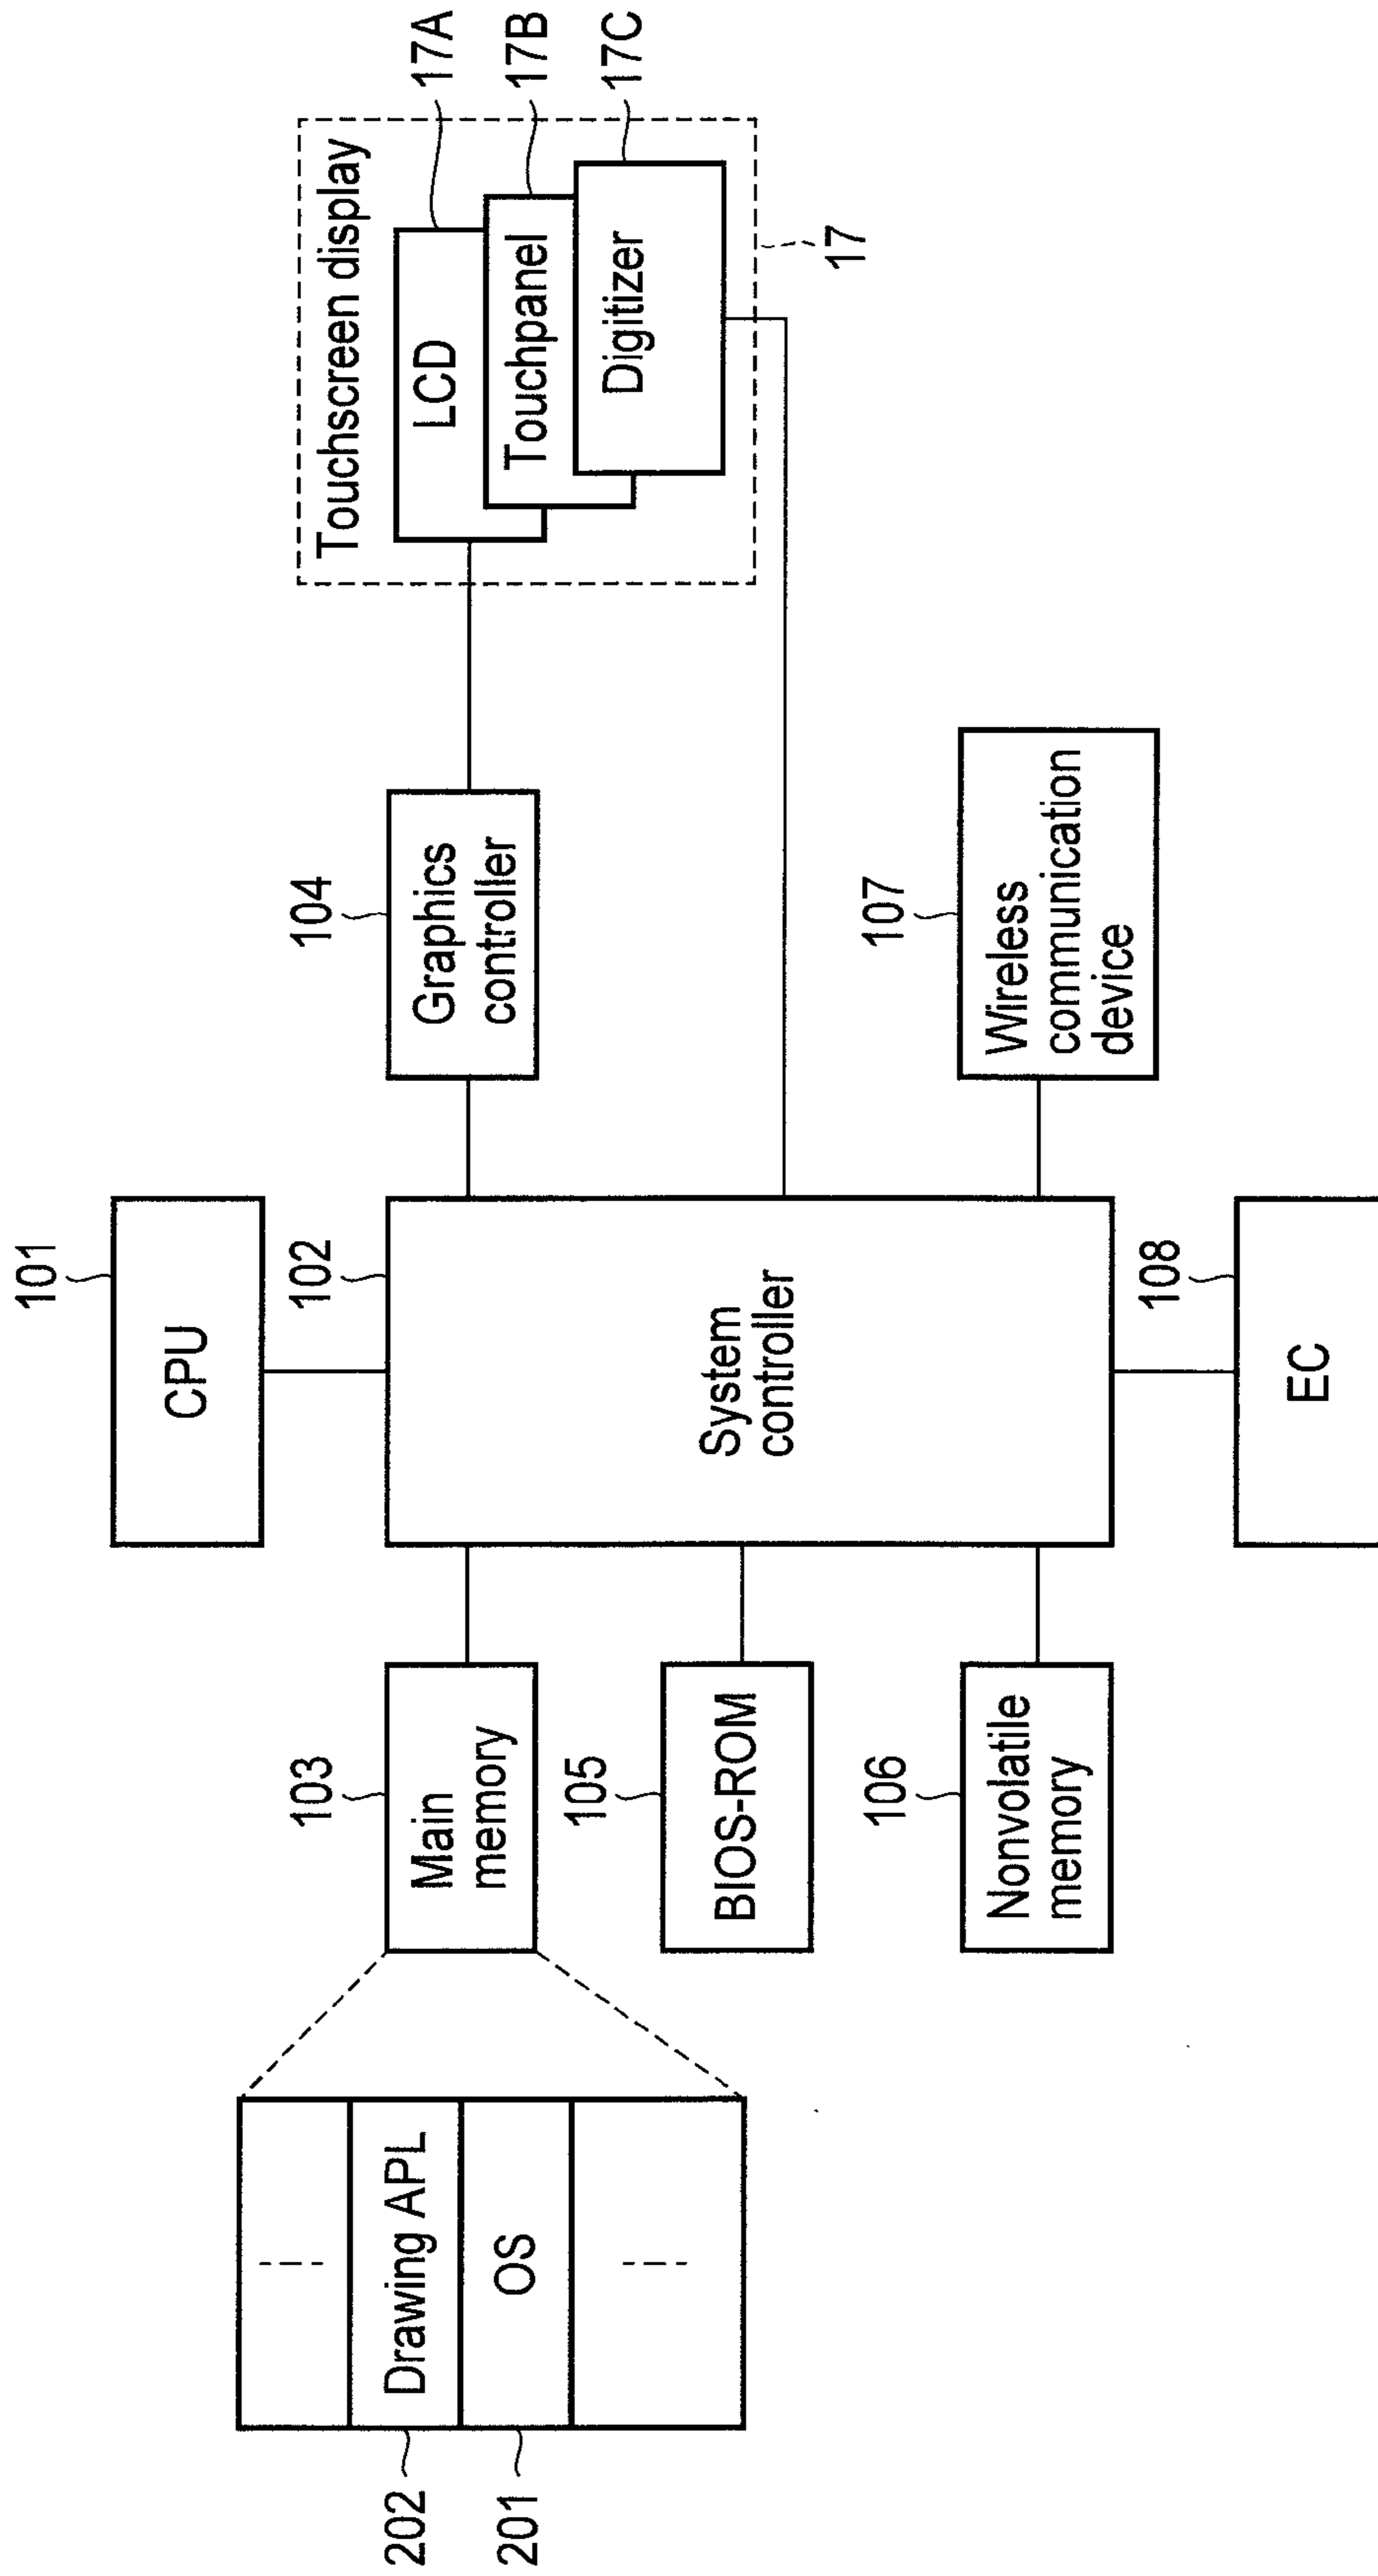 101
CPU
102
System
controller
103
Main
memory
104
Graphics
controller
Touchscreen display
LCD
17A
Touchpanel
17B
Digitizer
17C
17
202
Drawing APL
201
OS
105
BIOS-ROM
106
Nonvolatile
memory
107
Wireless
communication
device
108
EC